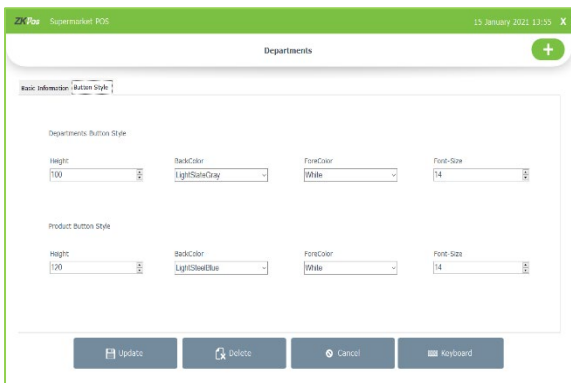 ZKPos Supermarket POS 15 January 2021 13:55 X
Departments +
Basic Information Button Style
Departments Button Style
Height BackColor ForeColor Font-Size
100 LightSlateGray White 14
Product Button Style
Height BackColor ForeColor Font-Size
120 LightSteelBlue White 14
Update Delete Cancel Keyboard